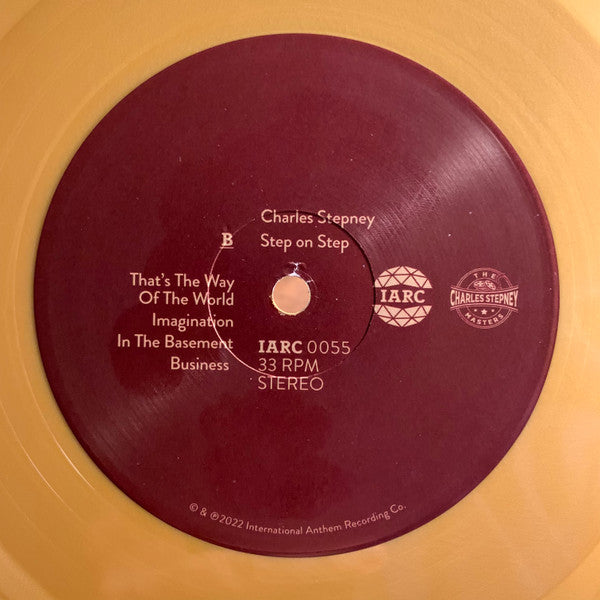 Charles Stepney
B
Step on Step
That's The Way
Of The World
Imagination
In The Basement
Business
IARC 0055
33 RPM
STEREO
IARC
THE
CHARLES STEPNEY
MASTERS
© & ℗ 2022 International Anthem Recording Co.